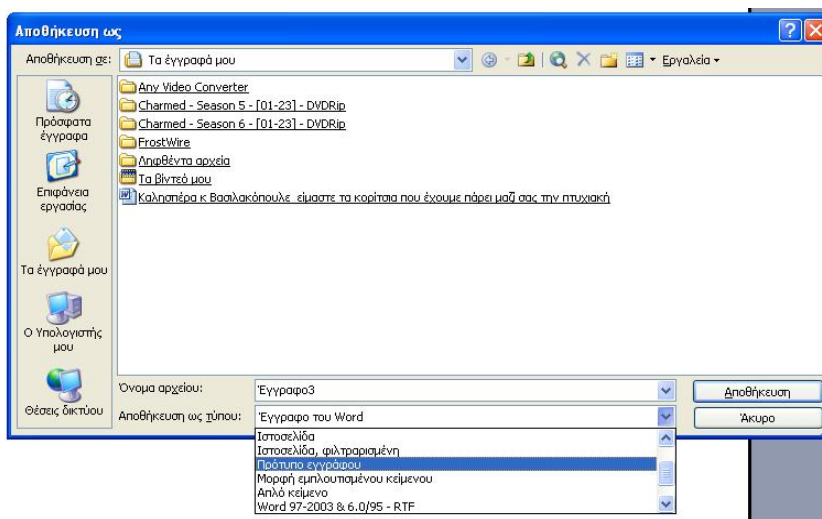 Αποθήκευση ως
Αποθήκευση σε:
Τα έγγραφά μου
Εργαλεία
Πρόσφατα
έγγραφα
Επιφάνεια
εργασίας
Τα έγγραφά μου
Ο Υπολογιστής
μου
Θέσεις δικτύου
Any Video Converter
Charmed - Season 5 - [01-23] - DVDRip
Charmed - Season 6 - [01-23] - DVDRip
FrostWire
Ληφθέντα αρχεία
Τα βίντεό μου
Καλησπέρα κ Βασιλακόπουλε είμαστε τα κορίτσια που έχουμε πάρει μαζί σας την πτυχιακή
Όνομα αρχείου:
Έγγραφο3
Αποθήκευση
Αποθήκευση ως τύπου:
Έγγραφο του Word
Άκυρο
Ιστοσελίδα
Ιστοσελίδα, φιλτραρισμένη
Πρότυπο εγγράφου
Μορφή εμπλουτισμένου κειμένου
Απλό κείμενο
Word 97-2003 & 6.0/95 - RTF